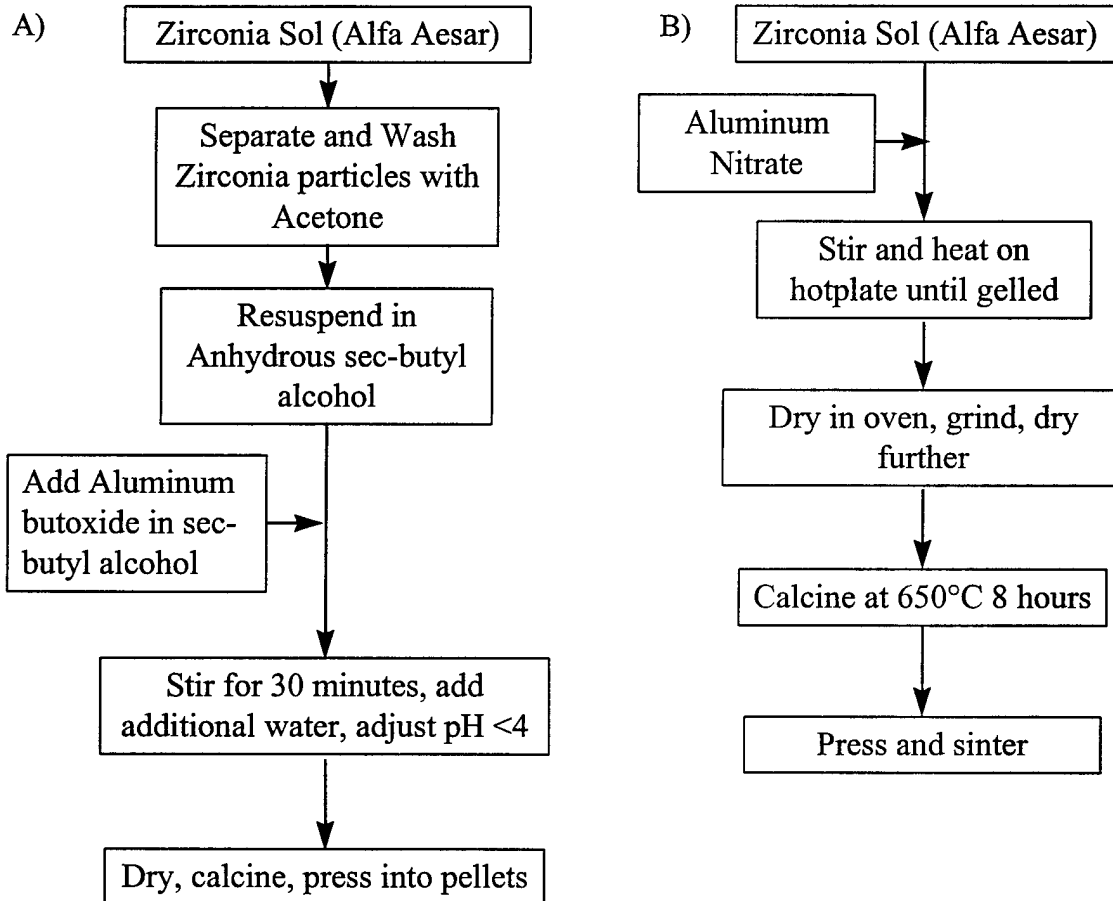 A)
Zirconia Sol (Alfa Aesar)
Separate and Wash
Zirconia particles with
Acetone
Resuspend in
Anhydrous sec-butyl
alcohol
Add Aluminum
butoxide in sec-
butyl alcohol
Stir for 30 minutes, add
additional water, adjust pH <4
Dry, calcine, press into pellets
B)
Zirconia Sol (Alfa Aesar)
Aluminum
Nitrate
Stir and heat on
hotplate until gelled
Dry in oven, grind, dry
further
Calcine at 650°C 8 hours
Press and sinter